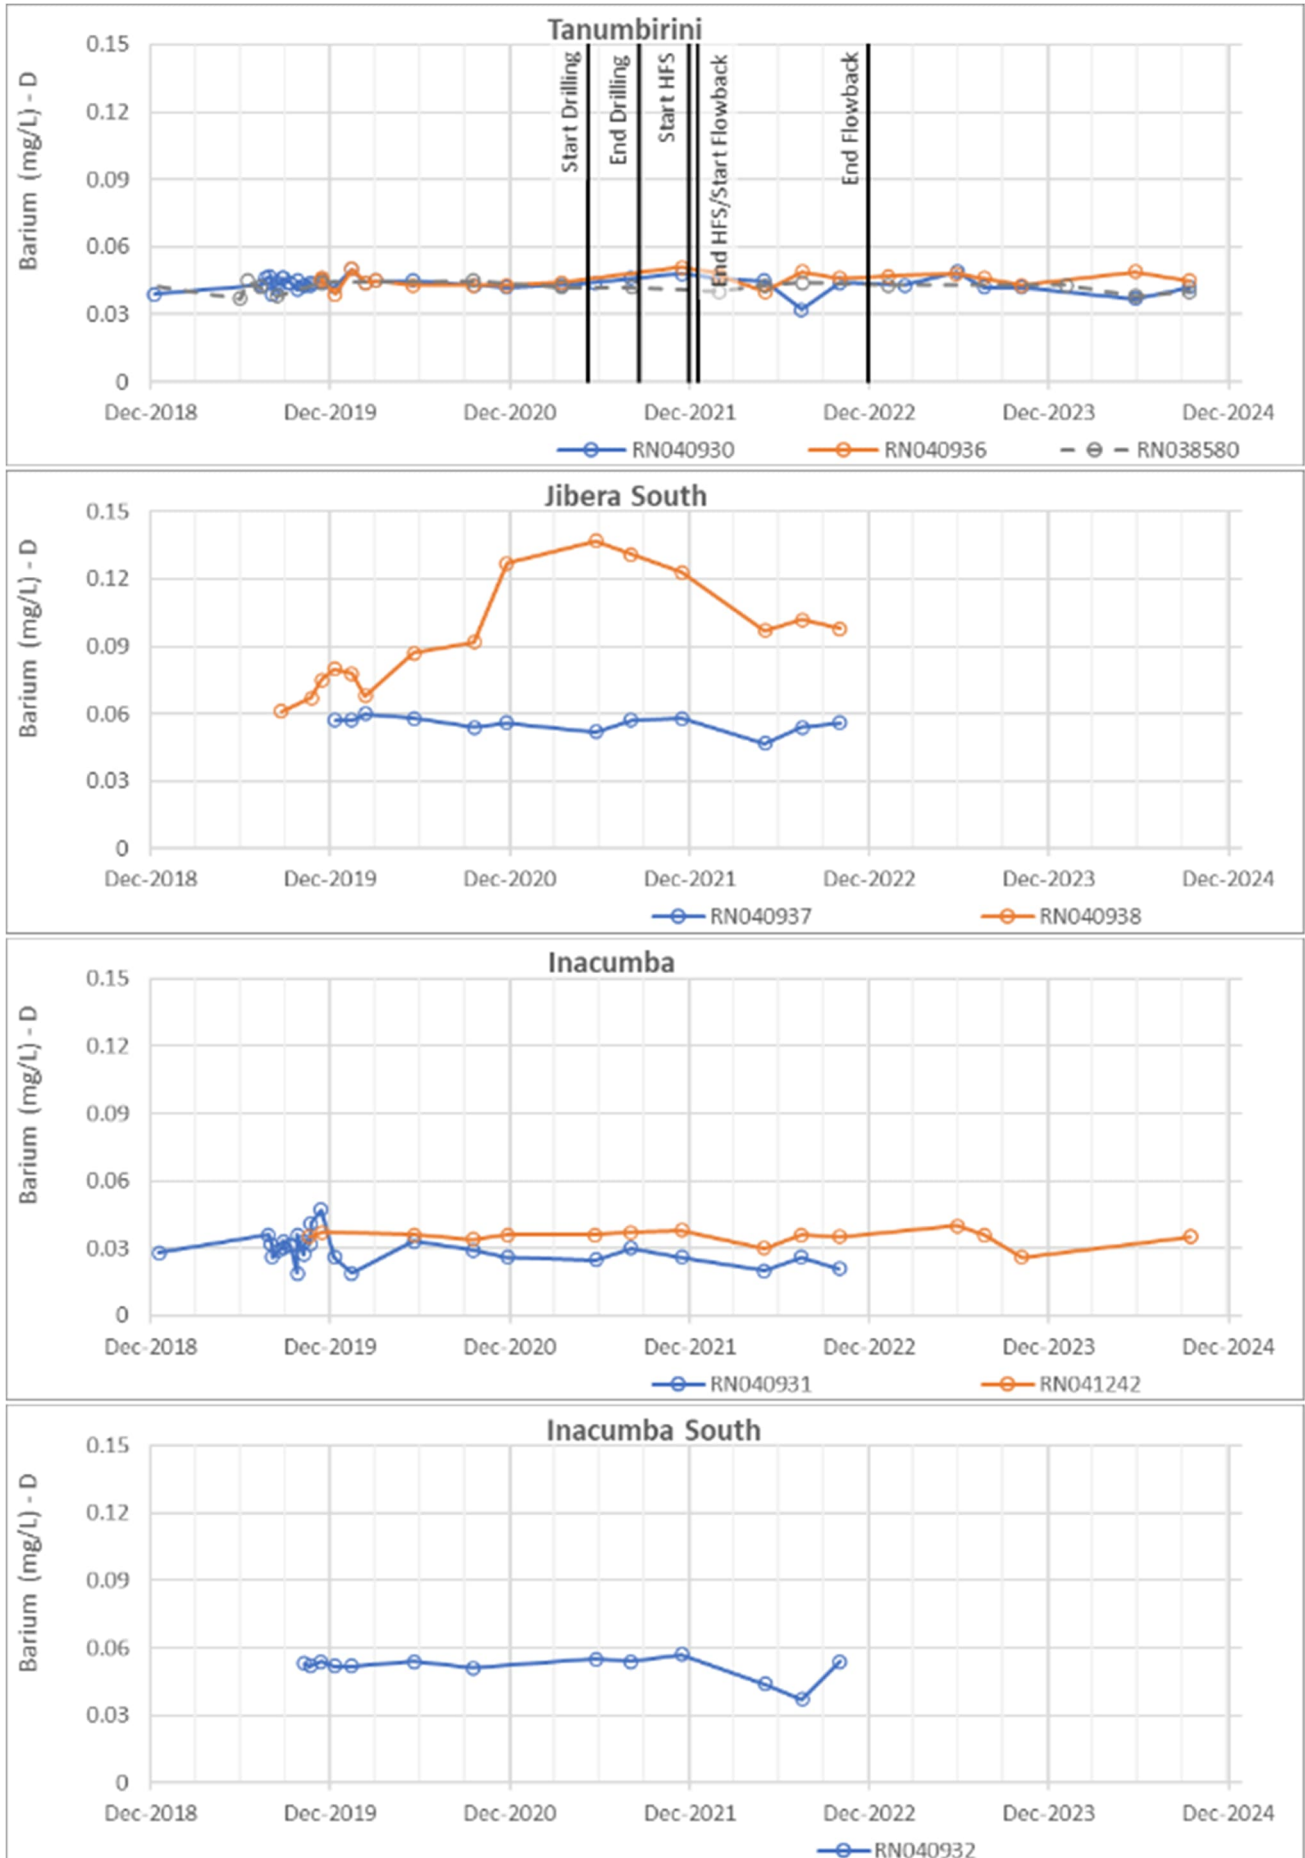 Tanumbirini
Barium (mg/L) - D
0.15
0.12
0.09
0.06
0.03
0
Start Drilling
End Drilling
Start HFS
End HFS/Start Flowback
End Flowback
Dec-2018 Dec-2019 Dec-2020 Dec-2021 Dec-2022 Dec-2023 Dec-2024
RN040930 RN040936 RN038580
Jibera South
Barium (mg/L) - D
0.15
0.12
0.09
0.06
0.03
0
Dec-2018 Dec-2019 Dec-2020 Dec-2021 Dec-2022 Dec-2023 Dec-2024
RN040937 RN040938
Inacumba
Barium (mg/L) - D
0.15
0.12
0.09
0.06
0.03
0
Dec-2018 Dec-2019 Dec-2020 Dec-2021 Dec-2022 Dec-2023 Dec-2024
RN040931 RN041242
Inacumba South
Barium (mg/L) - D
0.15
0.12
0.09
0.06
0.03
0
Dec-2018 Dec-2019 Dec-2020 Dec-2021 Dec-2022 Dec-2023 Dec-2024
RN040932